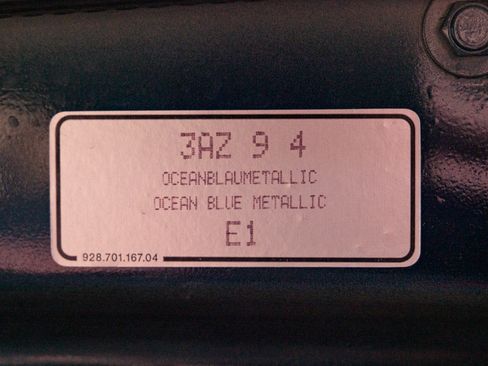 3AZ 9 4
OCEANBLAUMETALLIC
OCEAN BLUE METALLIC
E1
928.701.167.04